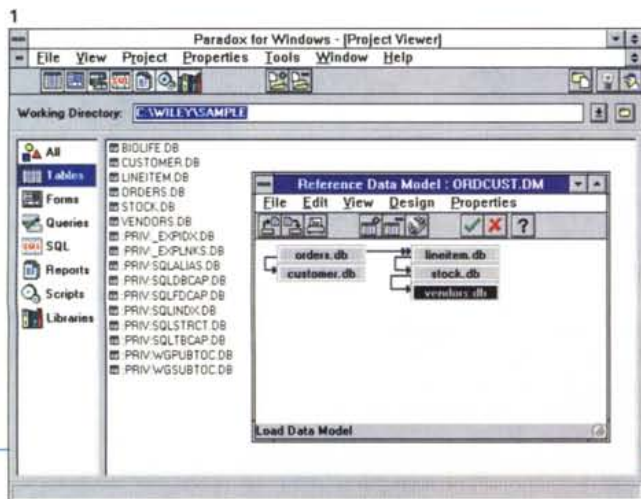 1
Paradox for Windows - [Project Viewer]
File View Project Properties Tools Window Help
SQL
Working Directory: C:\WILEY\SAMPLE
All
Tables
Forms
Queries
SQL SQL
Reports
Scripts
Libraries
BIOLIFE.DB
CUSTOMER.DB
LINEITEM.DB
ORDERS.DB
STOCK.DB
VENDORS.DB
:PRIV:_EXPIDX.DB
:PRIV:_EXPLNKS.DB
:PRIV:SQLALIAS.DB
:PRIV:SQLDBCAP.DB
:PRIV:SQLFDCAP.DB
:PRIV:SQLINDX.DB
:PRIV:SQLSTRCT.DB
:PRIV:SQLTBCAP.DB
:PRIV:WGPUBTOC.DB
:PRIV:WGSUBTOC.DB
Reference Data Model : ORDCUST.DM
File Edit View Design Properties
?
orders.db lineitem.db
customer.db stock.db
vendors.db
Load Data Model